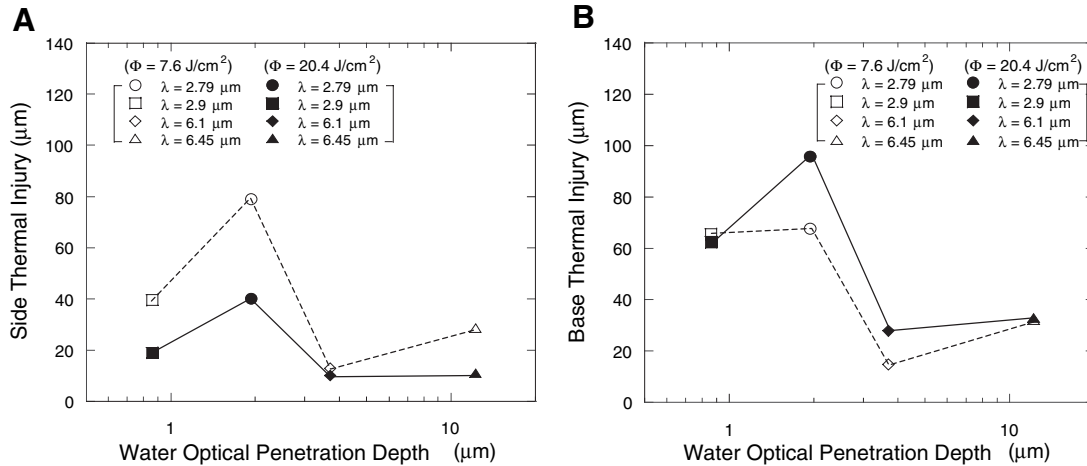 A
140
120
100
80
60
40
20
0
(Φ = 7.6 J/cm²) (Φ = 20.4 J/cm²)
λ = 2.79 μm λ = 2.79 μm
λ = 2.9 μm λ = 2.9 μm
λ = 6.1 μm λ = 6.1 μm
λ = 6.45 μm λ = 6.45 μm
Side Thermal Injury (μm)
1 10
Water Optical Penetration Depth (μm)
B
140
120
100
80
60
40
20
0
(Φ = 7.6 J/cm²) (Φ = 20.4 J/cm²)
λ = 2.79 μm λ = 2.79 μm
λ = 2.9 μm λ = 2.9 μm
λ = 6.1 μm λ = 6.1 μm
λ = 6.45 μm λ = 6.45 μm
Base Thermal Injury (μm)
1 10
Water Optical Penetration Depth (μm)